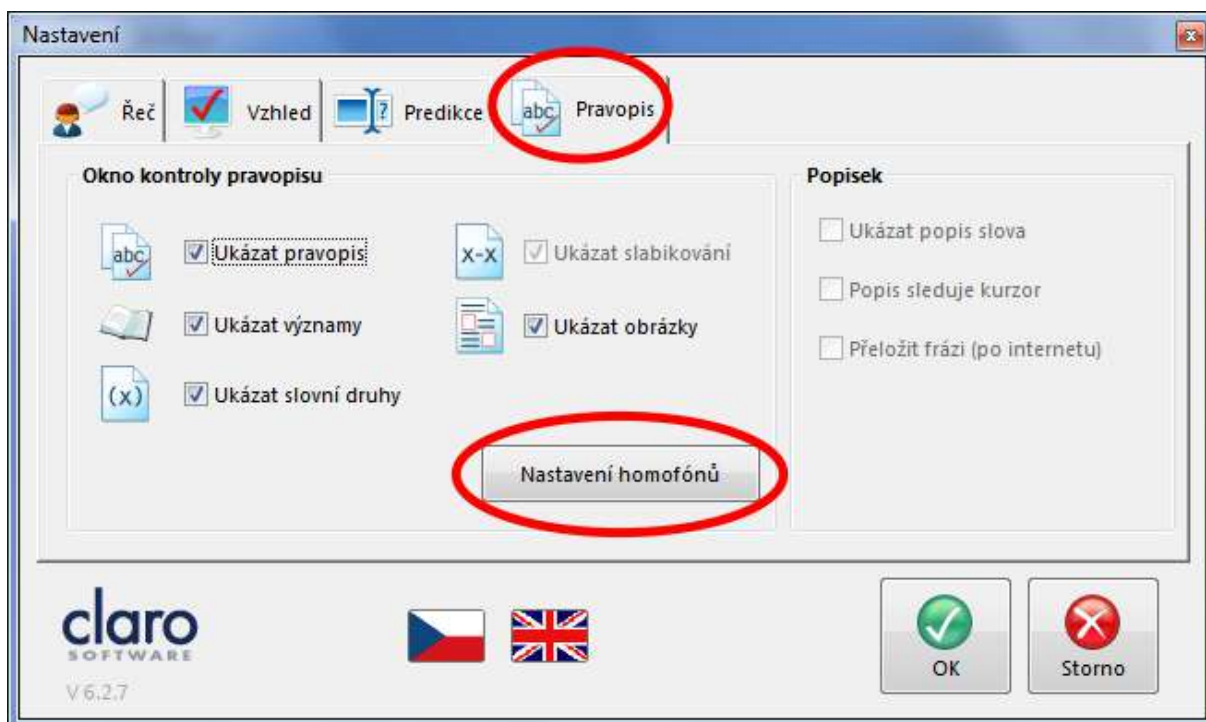 Nastavení
Řeč
Vzhled
Predikce
abc
Pravopis
Okno kontroly pravopisu
abc
Ukázat pravopis
x-x
Ukázat slabikování
Ukázat významy
Ukázat obrázky
(x)
Ukázat slovní druhy
Nastavení homofónů
Popisek
Ukázat popis slova
Popis sleduje kurzor
Přeložit frázi (po internetu)
claro
SOFTWARE
V 6.2.7
OK
Storno